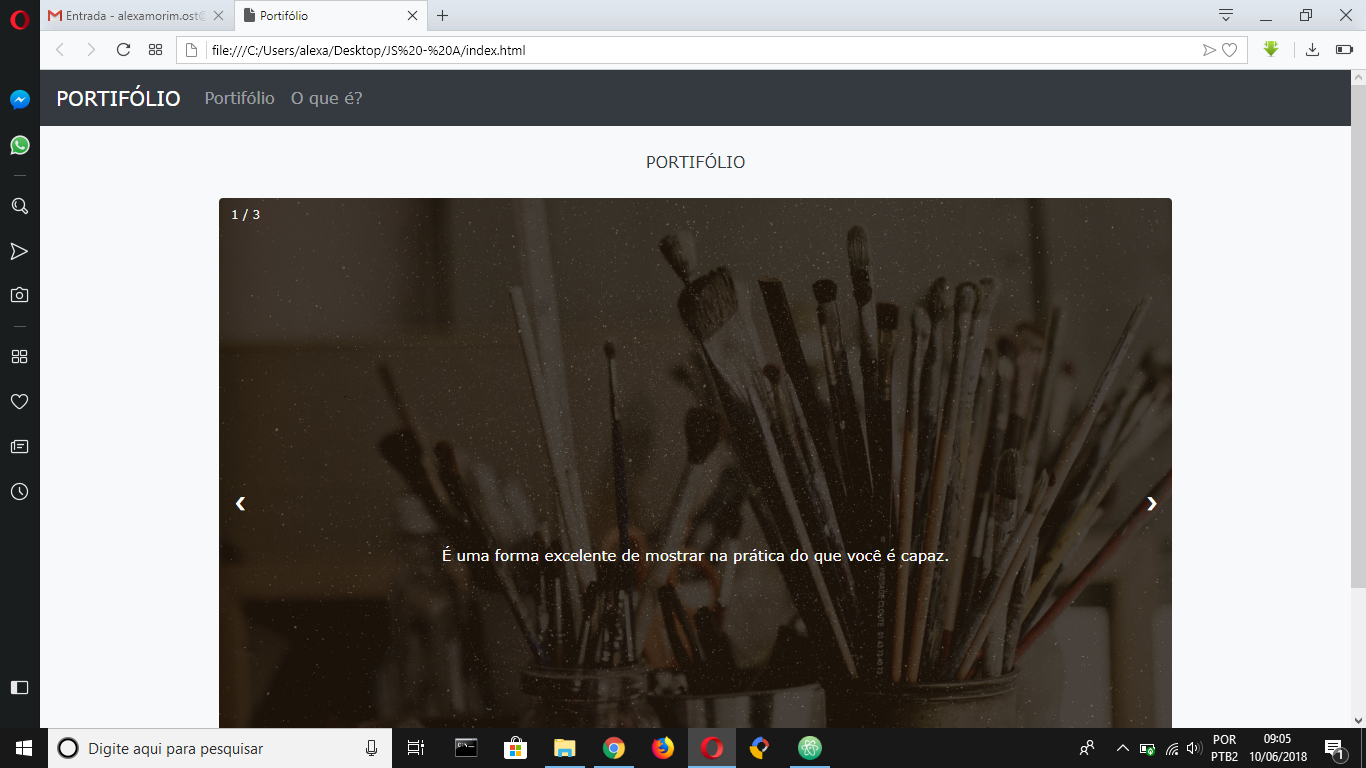 Entrada - alexamorim.ost@
Portifólio
file:///C:/Users/alexa/Desktop/JS%20-%20A/index.html
PORTIFÓLIO
Portifólio
O que é?
PORTIFÓLIO
1 / 3
É uma forma excelente de mostrar na prática do que você é capaz.
Digite aqui para pesquisar
POR
PTB2
09:05
10/06/2018
1